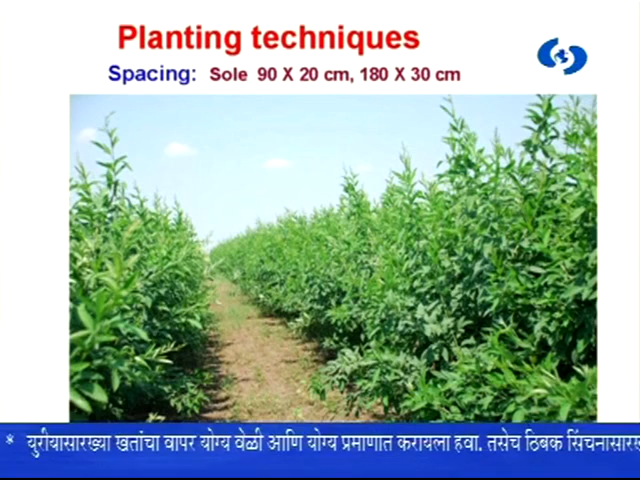 Planting techniques
Spacing: Sole 90 X 20 cm, 180 X 30 cm
* युरीयासारख्या खतांचा वापर योग्य वेळी आणि योग्य प्रमाणात करायला हवा. तसेच ठिबक सिंचनासारख